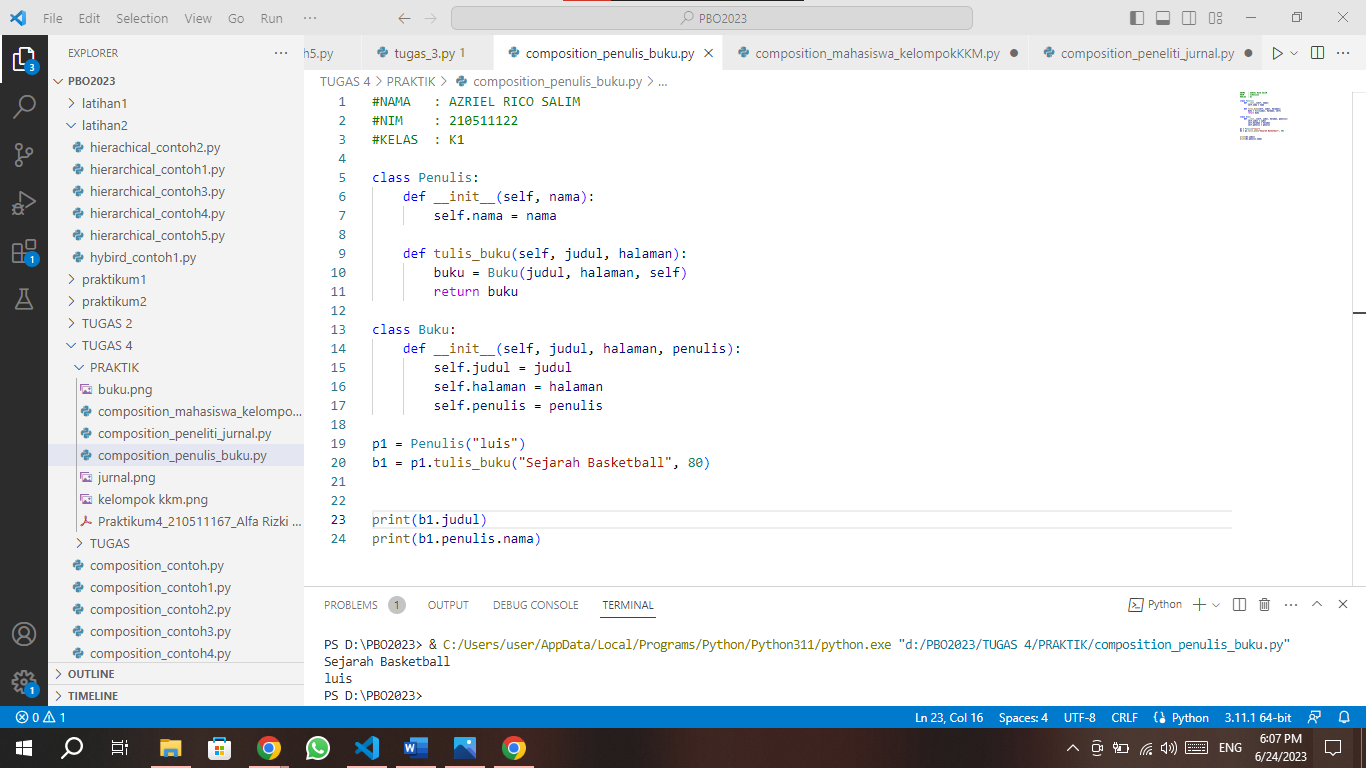 File Edit Selection View Go Run ··· PBO2023
EXPLORER ···
PBO2023
latihan1
latihan2
hierachical_contoh2.py
hierarchical_contoh1.py
hierarchical_contoh3.py
hierarchical_contoh4.py
hierarchical_contoh5.py
hybird_contoh1.py
praktikum1
praktikum2
TUGAS 2
TUGAS 4
PRAKTIK
buku.png
composition_mahasiswa_kelompo...
composition_peneliti_jurnal.py
composition_penulis_buku.py
jurnal.png
kelompok kkm.png
Praktikum4_210511167_Alfa Rizki ...
TUGAS
composition_contoh.py
composition_contoh1.py
composition_contoh2.py
composition_contoh3.py
composition_contoh4.py
OUTLINE
TIMELINE
3
1
1
h5.py tugas_3.py 1 composition_penulis_buku.py composition_mahasiswa_kelompokKKM.py composition_peneliti_jurnal.py
TUGAS 4 > PRAKTIK > composition_penulis_buku.py > ...
1 #NAMA   : AZRIEL RICO SALIM
2 #NIM    : 210511122
3 #KELAS  : K1
4
5 class Penulis:
6     def __init__(self, nama):
7         self.nama = nama
8
9     def tulis_buku(self, judul, halaman):
10         buku = Buku(judul, halaman, self)
11         return buku
12
13 class Buku:
14     def __init__(self, judul, halaman, penulis):
15         self.judul = judul
16         self.halaman = halaman
17         self.penulis = penulis
18
19 p1 = Penulis("luis")
20 b1 = p1.tulis_buku("Sejarah Basketball", 80)
21
22
23 print(b1.judul)
24 print(b1.penulis.nama)
PROBLEMS 1 OUTPUT DEBUG CONSOLE TERMINAL Python
PS D:\PBO2023> & C:/Users/user/AppData/Local/Programs/Python/Python311/python.exe "d:/PBO2023/TUGAS 4/PRAKTIK/composition_penulis_buku.py"
Sejarah Basketball
luis
PS D:\PBO2023>
0 1 Ln 23, Col 16 Spaces: 4 UTF-8 CRLF Python 3.11.1 64-bit
ENG 6:07 PM
6/24/2023